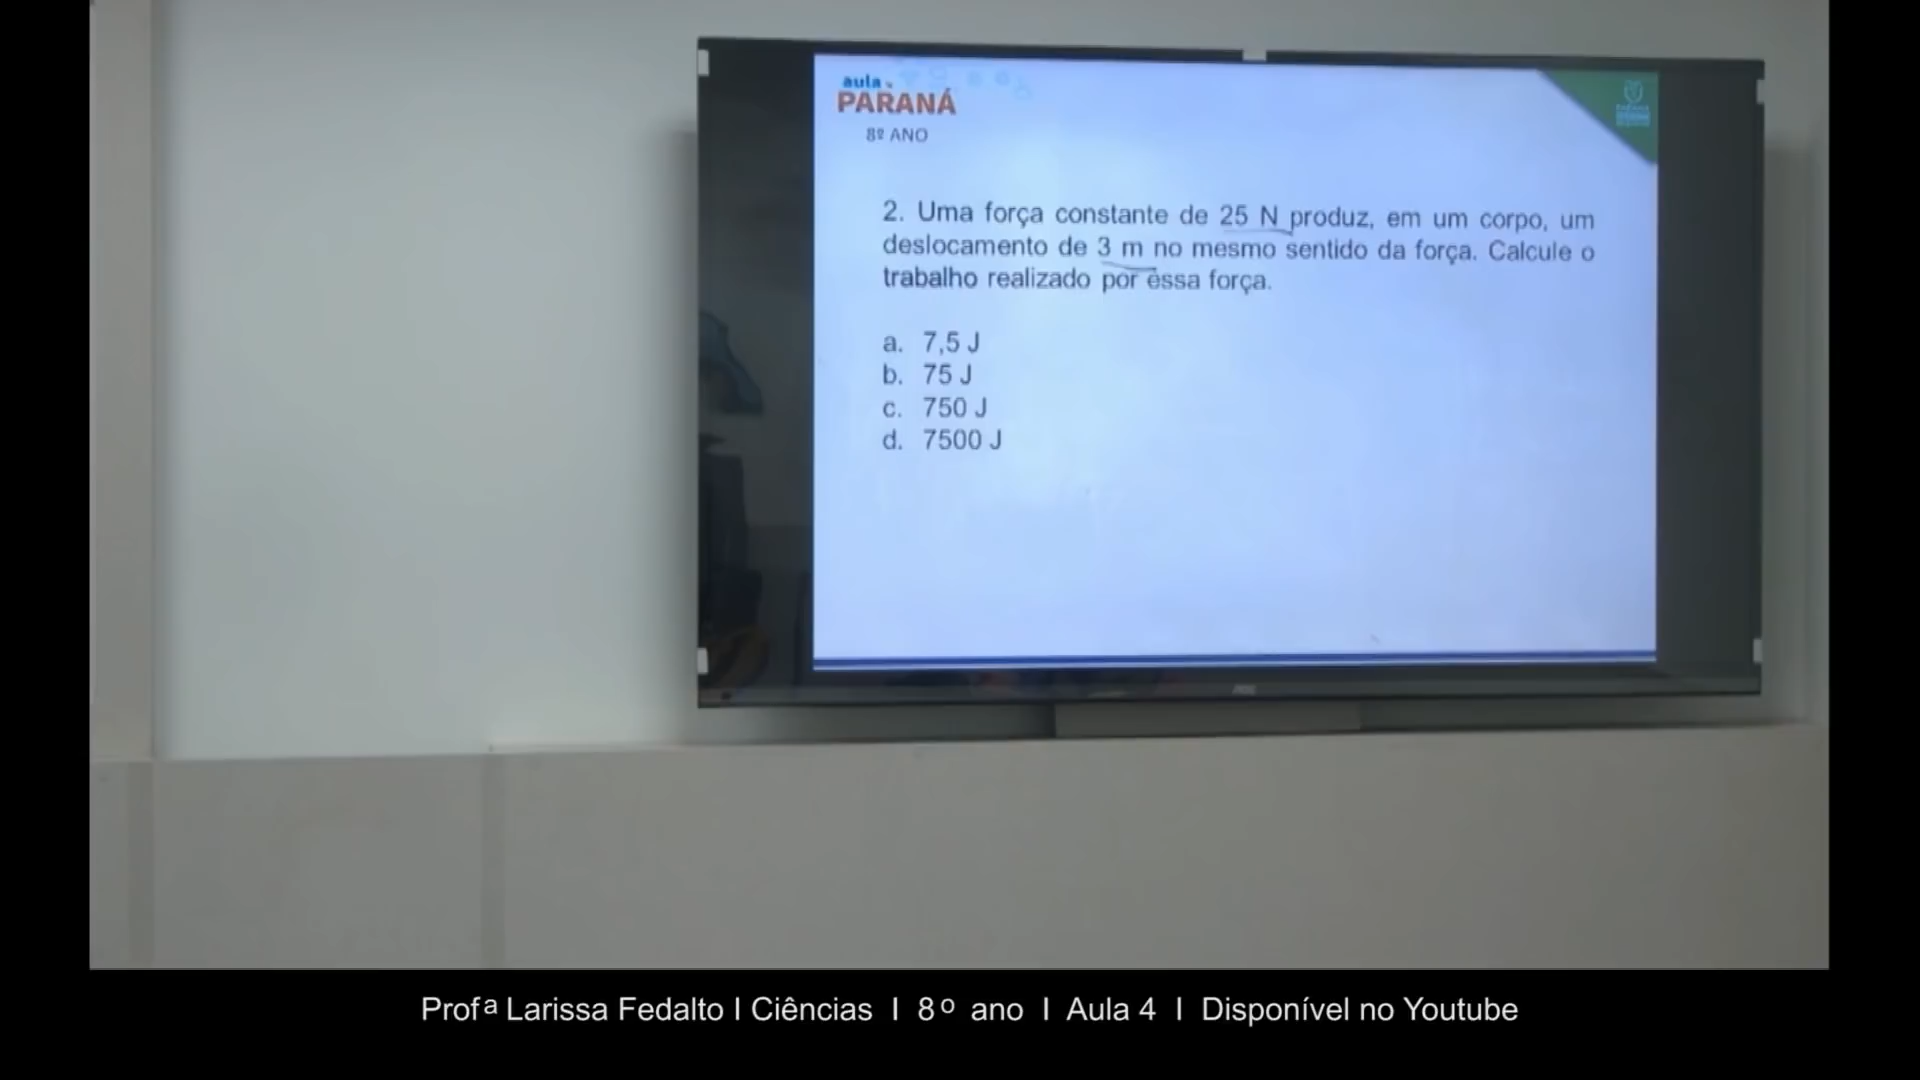 aula
PARANÁ
8º ANO
2. Uma força constante de 25 N produz, em um corpo, um
deslocamento de 3 m no mesmo sentido da força. Calcule o
trabalho realizado por essa força.
a. 7,5 J
b. 75 J
c. 750 J
d. 7500 J
Profª Larissa Fedalto I Ciências I 8º ano I Aula 4 I Disponível no Youtube